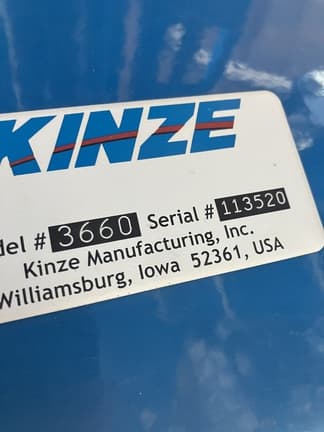 KINZE
del # 3660 Serial # 113520
Kinze Manufacturing, Inc.
Williamsburg, Iowa 52361, USA